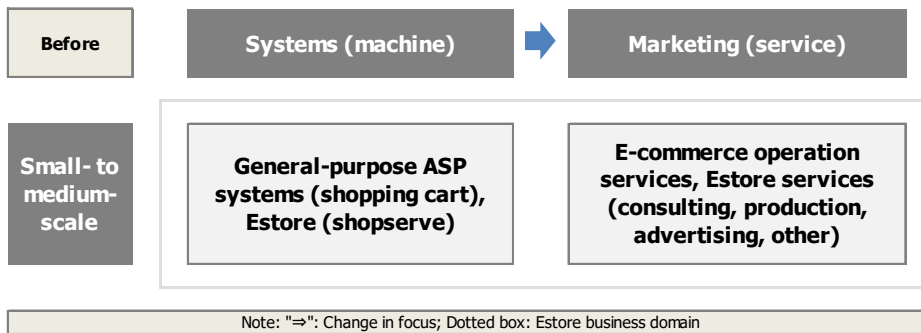 Before
Systems (machine)
Marketing (service)
Small- to
medium-
scale
General-purpose ASP
systems (shopping cart),
Estore (shopserve)
E-commerce operation
services, Estore services
(consulting, production,
advertising, other)
Note: "⇒": Change in focus; Dotted box: Estore business domain